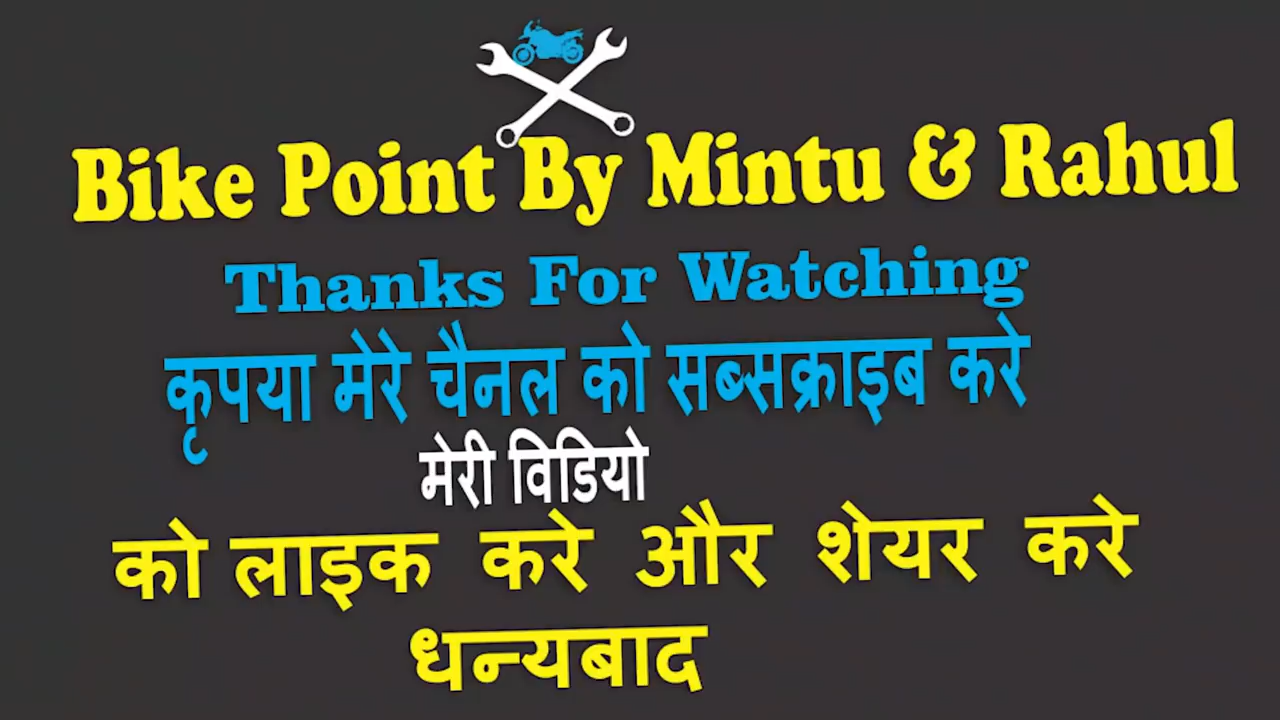 Bike Point By Mintu & Rahul
Thanks For Watching
कृपया मेरे चैनल को सब्सक्राइब करे
मेरी विडियो
को लाइक करे और शेयर करे
धन्यबाद